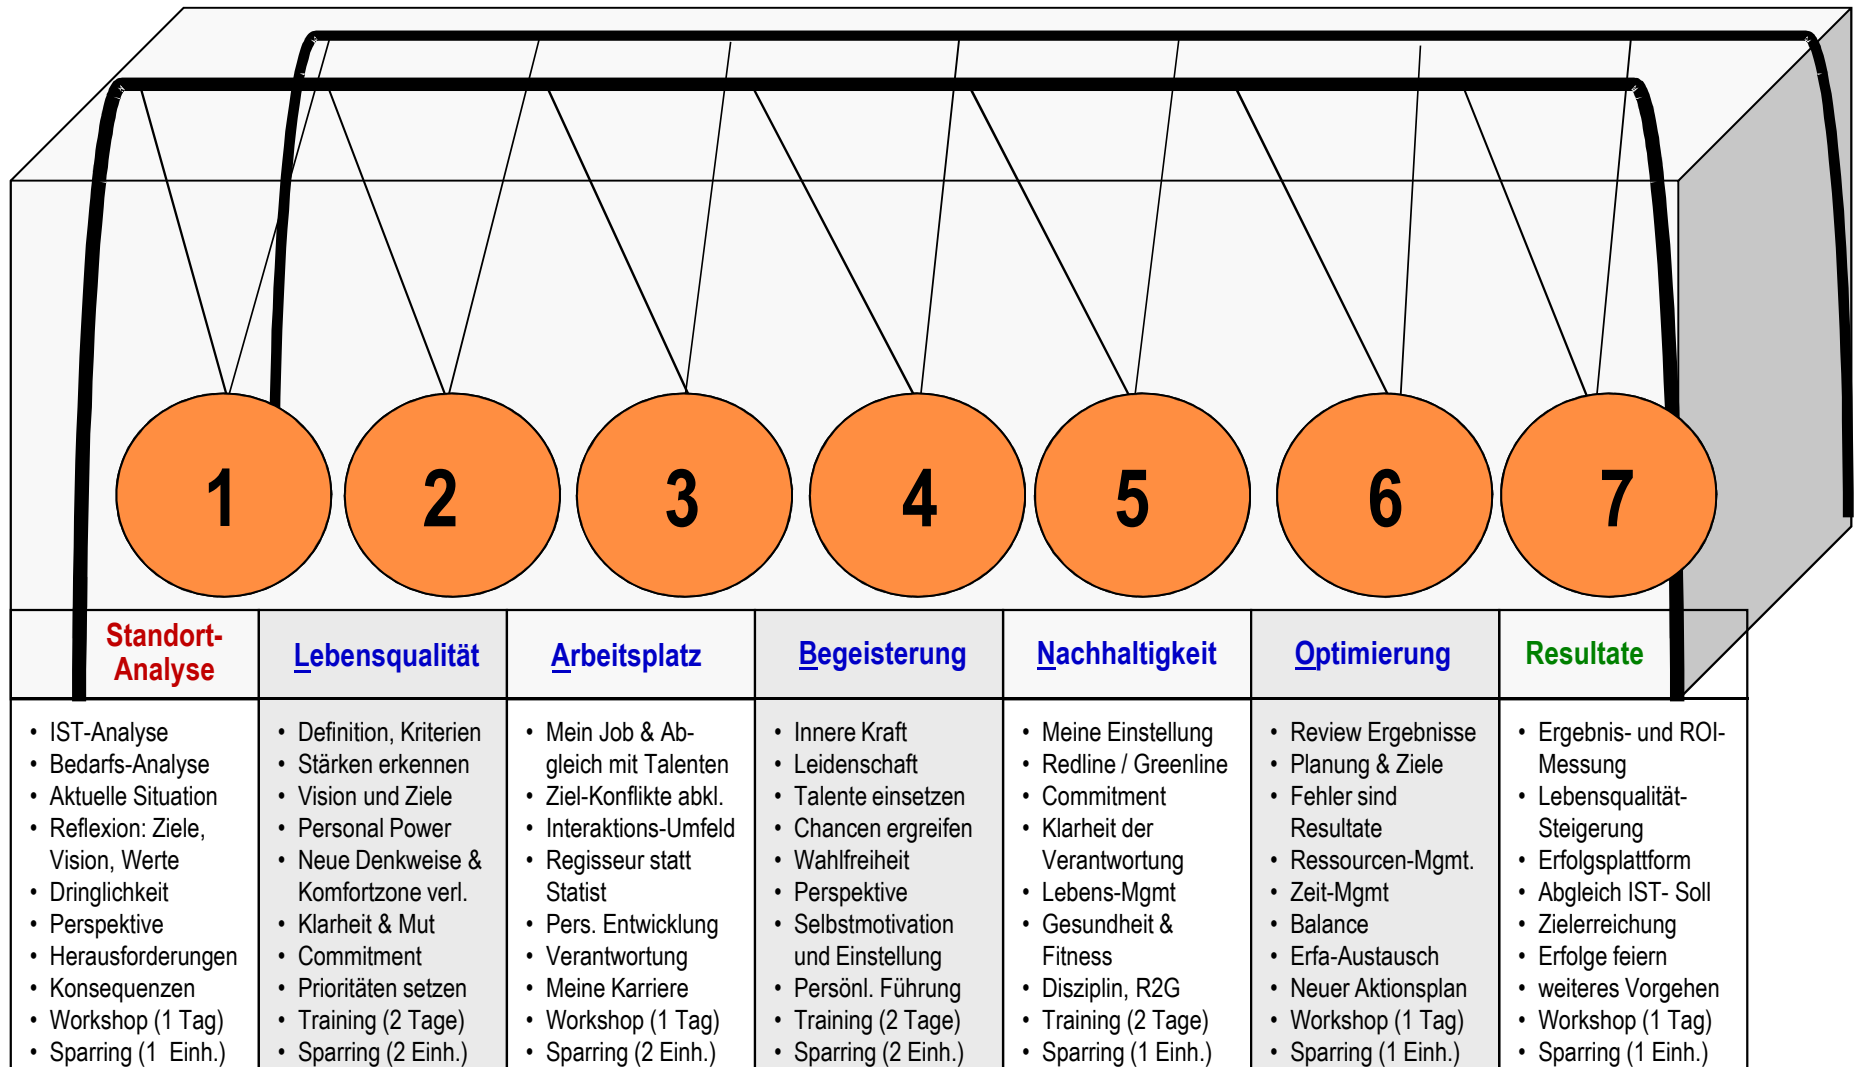 1
2
3
4
5
6
7
Standort-
Analyse
Lebensqualität
Arbeitsplatz
Begeisterung
Nachhaltigkeit
Optimierung
Resultate
• IST-Analyse
• Bedarfs-Analyse
• Aktuelle Situation
• Reflexion: Ziele,
Vision, Werte
• Dringlichkeit
• Perspektive
• Herausforderungen
• Konsequenzen
• Workshop (1 Tag)
• Sparring (1 Einh.)
• Definition, Kriterien
• Stärken erkennen
• Vision und Ziele
• Personal Power
• Neue Denkweise &
Komfortzone verl.
• Klarheit & Mut
• Commitment
• Prioritäten setzen
• Training (2 Tage)
• Sparring (2 Einh.)
• Mein Job & Ab-
gleich mit Talenten
• Ziel-Konflikte abkl.
• Interaktions-Umfeld
• Regisseur statt
Statist
• Pers. Entwicklung
• Verantwortung
• Meine Karriere
• Workshop (1 Tag)
• Sparring (2 Einh.)
• Innere Kraft
• Leidenschaft
• Talente einsetzen
• Chancen ergreifen
• Wahlfreiheit
• Perspektive
• Selbstmotivation
und Einstellung
• Persönl. Führung
• Training (2 Tage)
• Sparring (2 Einh.)
• Meine Einstellung
• Redline / Greenline
• Commitment
• Klarheit der
Verantwortung
• Lebens-Mgmt
• Gesundheit &
Fitness
• Disziplin, R2G
• Training (2 Tage)
• Sparring (1 Einh.)
• Review Ergebnisse
• Planung & Ziele
• Fehler sind
Resultate
• Ressourcen-Mgmt.
• Zeit-Mgmt
• Balance
• Erfa-Austausch
• Neuer Aktionsplan
• Workshop (1 Tag)
• Sparring (1 Einh.)
• Ergebnis- und ROI-
Messung
• Lebensqualität-
Steigerung
• Erfolgsplattform
• Abgleich IST- Soll
• Zielerreichung
• Erfolge feiern
• weiteres Vorgehen
• Workshop (1 Tag)
• Sparring (1 Einh.)